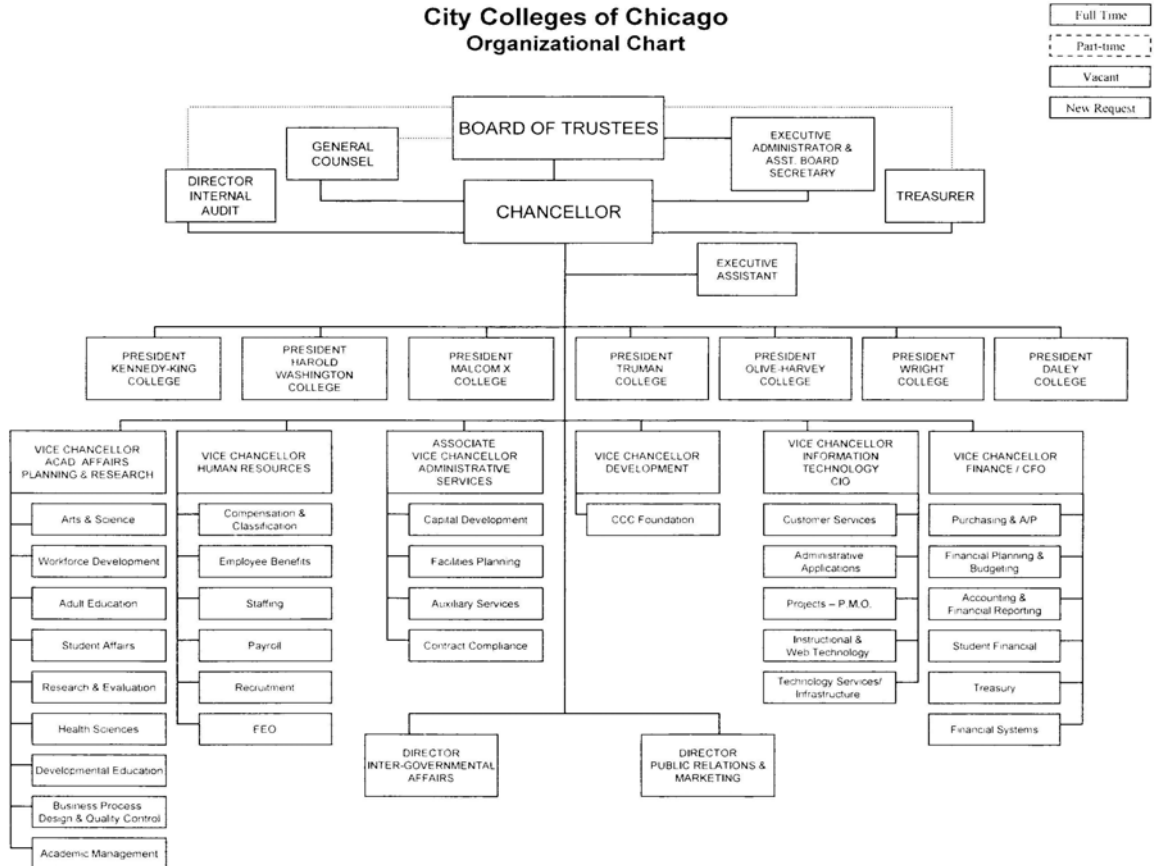 City Colleges of Chicago
Organizational Chart
Full Time
Part-time
Vacant
New Request
BOARD OF TRUSTEES
GENERAL
COUNSEL
EXECUTIVE
ADMINISTRATOR &
ASST. BOARD
SECRETARY
DIRECTOR
INTERNAL
AUDIT
CHANCELLOR
TREASURER
EXECUTIVE
ASSISTANT
PRESIDENT
KENNEDY-KING
COLLEGE
PRESIDENT
HAROLD
WASHINGTON
COLLEGE
PRESIDENT
MALCOM X
COLLEGE
PRESIDENT
TRUMAN
COLLEGE
PRESIDENT
OLIVE-HARVEY
COLLEGE
PRESIDENT
WRIGHT
COLLEGE
PRESIDENT
DALEY
COLLEGE
VICE CHANCELLOR
ACAD. AFFAIRS
PLANNING & RESEARCH
Arts & Science
Workforce Development
Adult Education
Student Affairs
Research & Evaluation
Health Sciences
Developmental Education
Business Process
Design & Quality Control
Academic Management
VICE CHANCELLOR
HUMAN RESOURCES
Compensation &
Classification
Employee Benefits
Staffing
Payroll
Recruitment
EEO
ASSOCIATE
VICE CHANCELLOR
ADMINISTRATIVE
SERVICES
Capital Development
Facilities Planning
Auxiliary Services
Contract Compliance
VICE CHANCELLOR
DEVELOPMENT
CCC Foundation
VICE CHANCELLOR
INFORMATION
TECHNOLOGY
CIO
Customer Services
Administrative
Applications
Projects – P.M.O.
Instructional &
Web Technology
Technology Services/
Infrastructure
VICE CHANCELLOR
FINANCE / CFO
Purchasing & A/P
Financial Planning &
Budgeting
Accounting &
Financial Reporting
Student Financial
Treasury
Financial Systems
DIRECTOR
INTER-GOVERNMENTAL
AFFAIRS
DIRECTOR
PUBLIC RELATIONS &
MARKETING